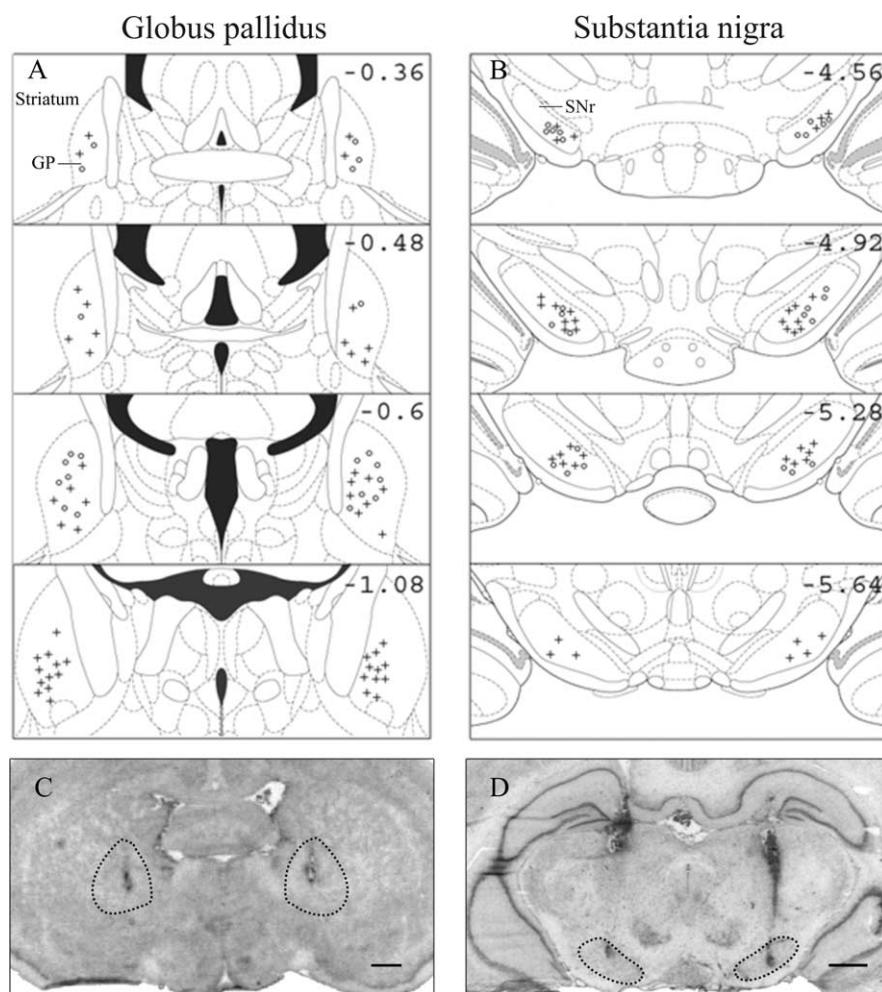 Globus pallidus
Substantia nigra
A
-0.36
Striatum
GP
-0.48
-0.6
-1.08
B
-4.56
SNr
-4.92
-5.28
-5.64
C
D